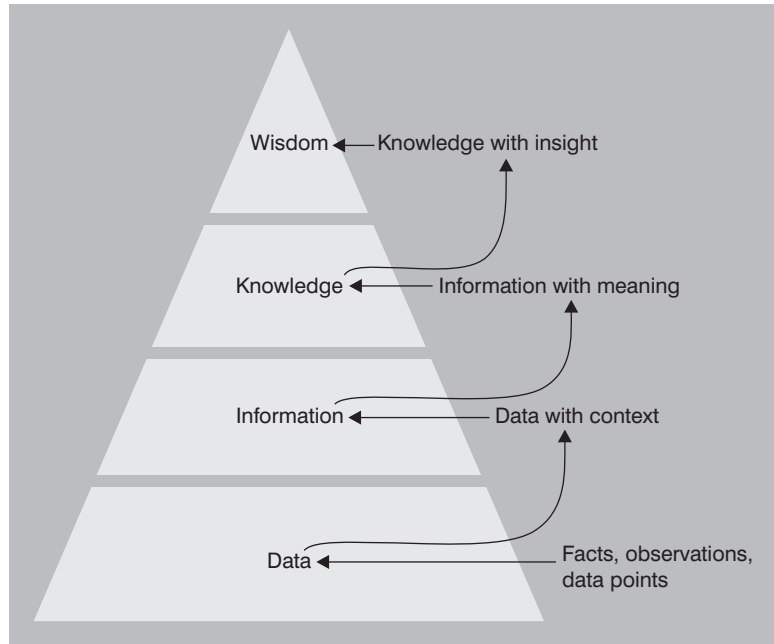 Wisdom
Knowledge with insight
Knowledge
Information with meaning
Information
Data with context
Data
Facts, observations,
data points